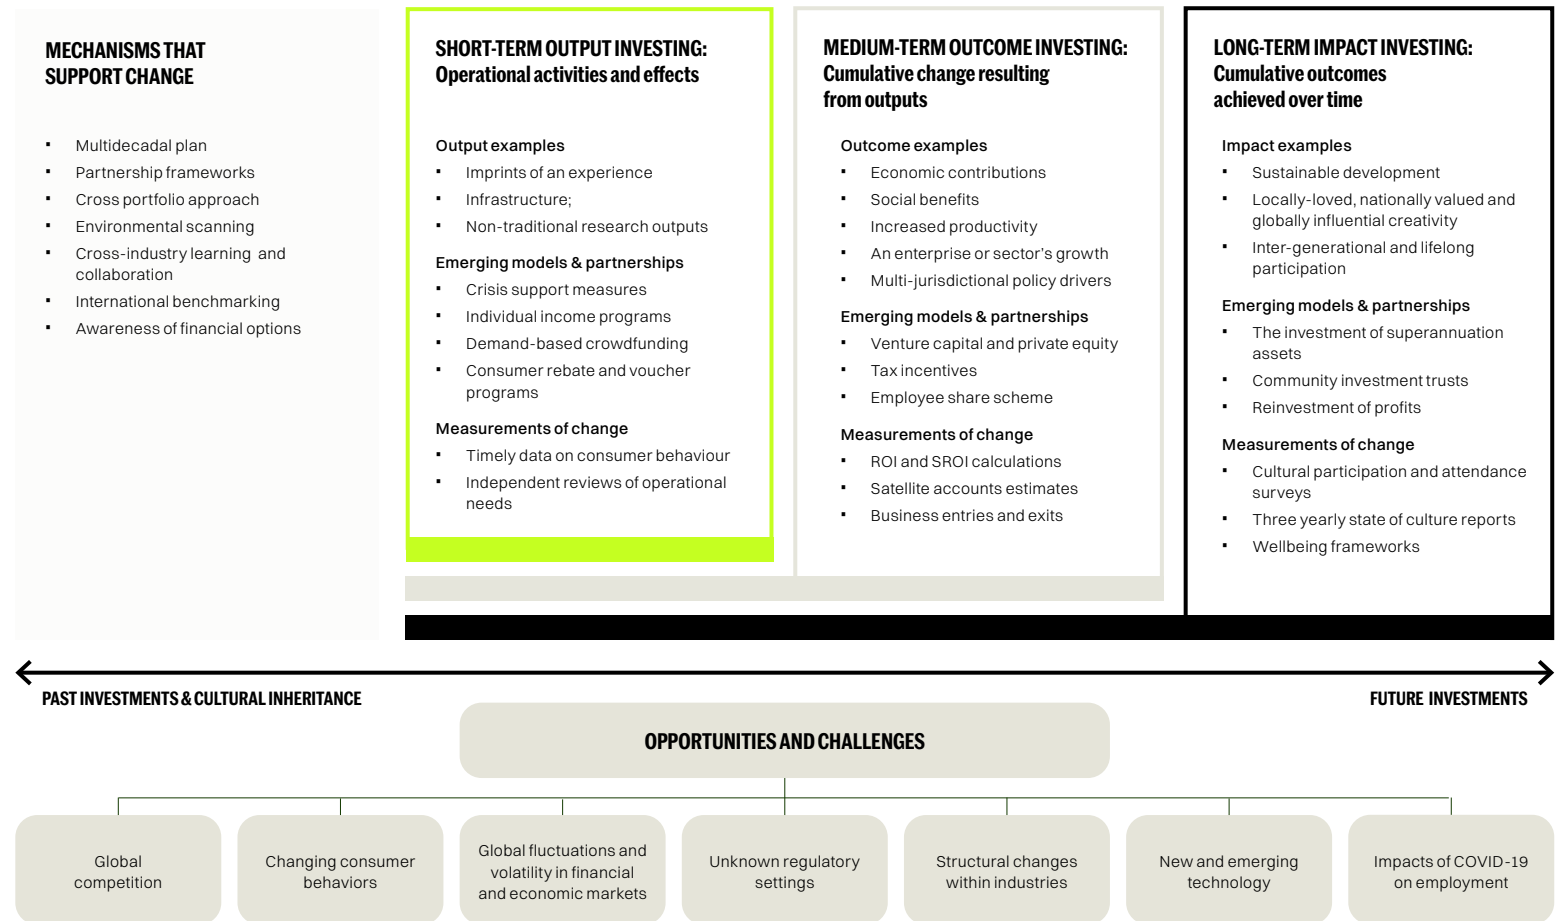 MECHANISMS THAT
SUPPORT CHANGE
▪ Multidecadal plan
▪ Partnership frameworks
▪ Cross portfolio approach
▪ Environmental scanning
▪ Cross-industry learning and
collaboration
▪ International benchmarking
▪ Awareness of financial options
SHORT-TERM OUTPUT INVESTING:
Operational activities and effects
Output examples
▪ Imprints of an experience
▪ Infrastructure;
▪ Non-traditional research outputs
Emerging models & partnerships
▪ Crisis support measures
▪ Individual income programs
▪ Demand-based crowdfunding
▪ Consumer rebate and voucher
programs
Measurements of change
▪ Timely data on consumer behaviour
▪ Independent reviews of operational
needs
MEDIUM-TERM OUTCOME INVESTING:
Cumulative change resulting
from outputs
Outcome examples
▪ Economic contributions
▪ Social benefits
▪ Increased productivity
▪ An enterprise or sector's growth
▪ Multi-jurisdictional policy drivers
Emerging models & partnerships
▪ Venture capital and private equity
▪ Tax incentives
▪ Employee share scheme
Measurements of change
▪ ROI and SROI calculations
▪ Satellite accounts estimates
▪ Business entries and exits
LONG-TERM IMPACT INVESTING:
Cumulative outcomes
achieved over time
Impact examples
▪ Sustainable development
▪ Locally-loved, nationally valued and
globally influential creativity
▪ Inter-generational and lifelong
participation
Emerging models & partnerships
▪ The investment of superannuation
assets
▪ Community investment trusts
▪ Reinvestment of profits
Measurements of change
▪ Cultural participation and attendance
surveys
▪ Three yearly state of culture reports
▪ Wellbeing frameworks
PAST INVESTMENTS & CULTURAL INHERITANCE
FUTURE INVESTMENTS
OPPORTUNITIES AND CHALLENGES
Global
competition
Changing consumer
behaviors
Global fluctuations and
volatility in financial
and economic markets
Unknown regulatory
settings
Structural changes
within industries
New and emerging
technology
Impacts of COVID-19
on employment